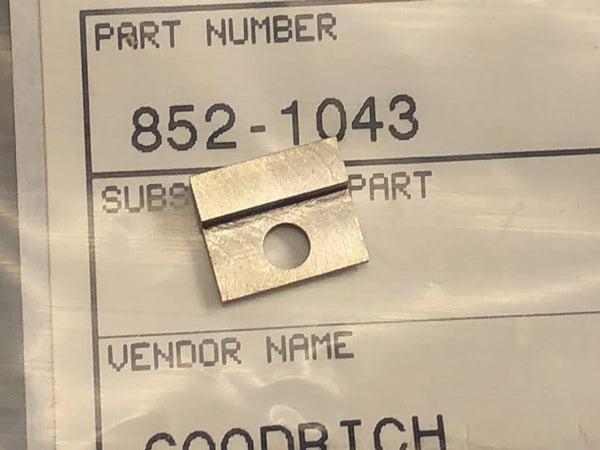 PART NUMBER
852-1043
SUBS PART
VENDOR NAME
GOODRICH